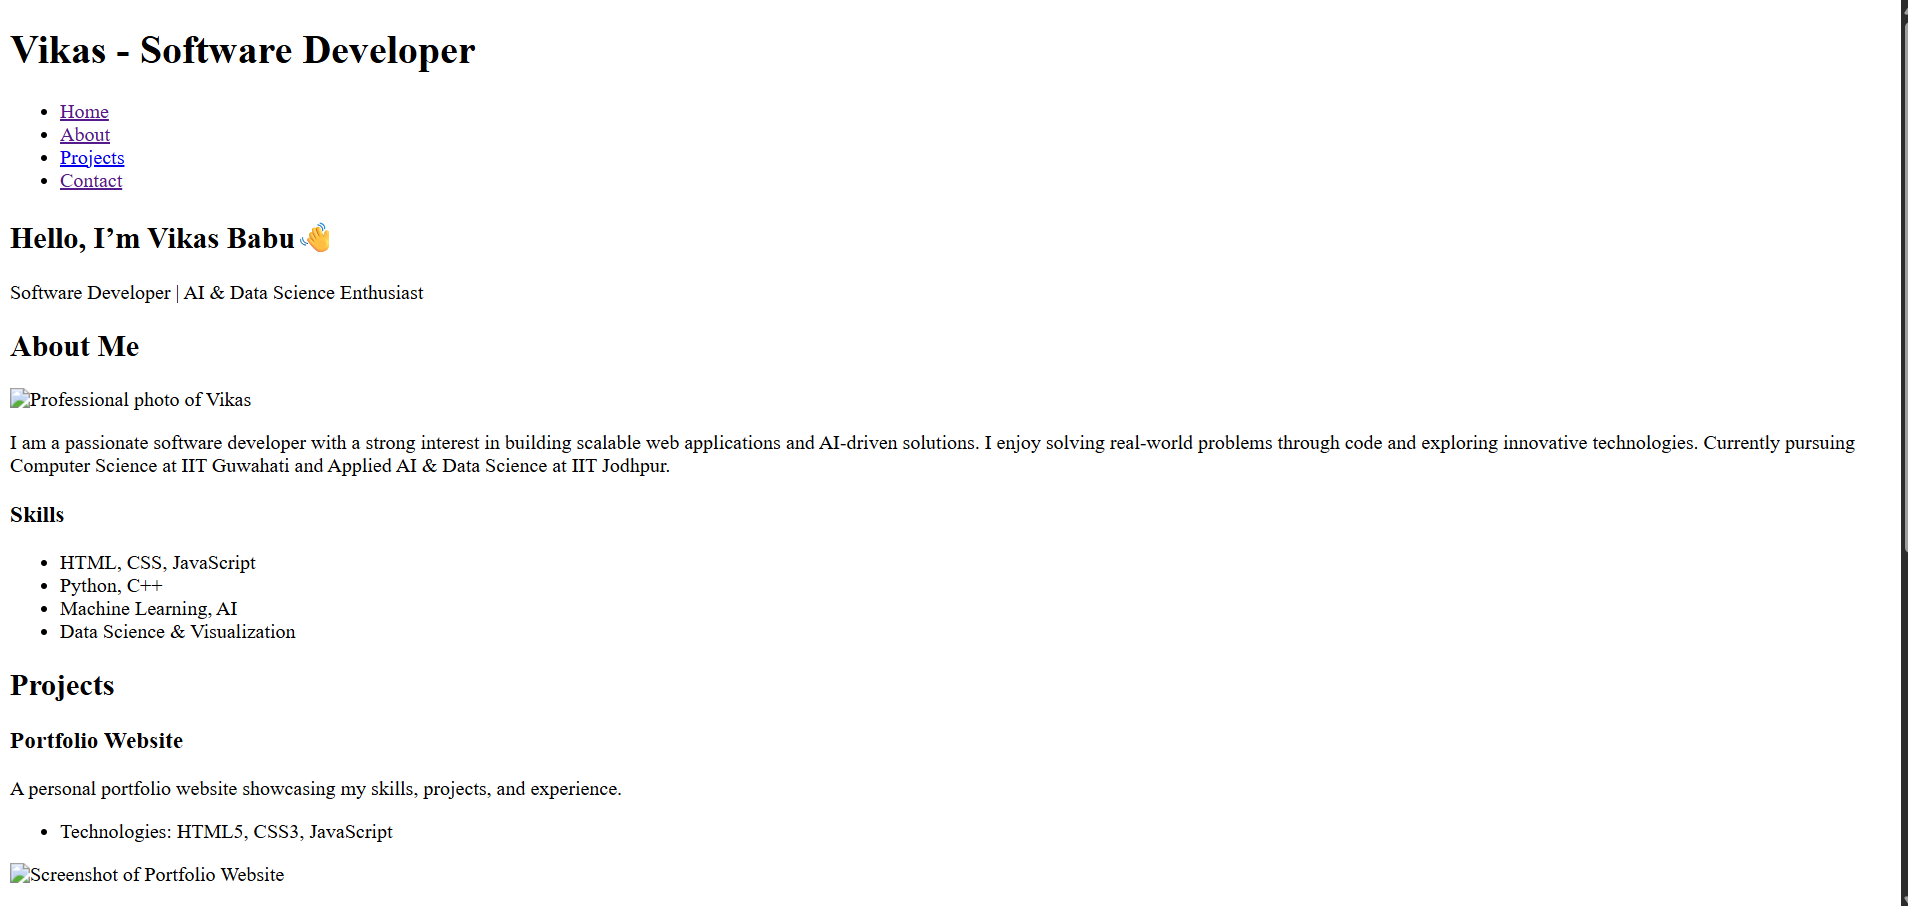 Vikas - Software Developer
Home
About
Projects
Contact
Hello, I’m Vikas Babu 👋
Software Developer | AI & Data Science Enthusiast
About Me
Professional photo of Vikas
I am a passionate software developer with a strong interest in building scalable web applications and AI-driven solutions. I enjoy solving real-world problems through code and exploring innovative technologies. Currently pursuing
Computer Science at IIT Guwahati and Applied AI & Data Science at IIT Jodhpur.
Skills
HTML, CSS, JavaScript
Python, C++
Machine Learning, AI
Data Science & Visualization
Projects
Portfolio Website
A personal portfolio website showcasing my skills, projects, and experience.
Technologies: HTML5, CSS3, JavaScript
Screenshot of Portfolio Website